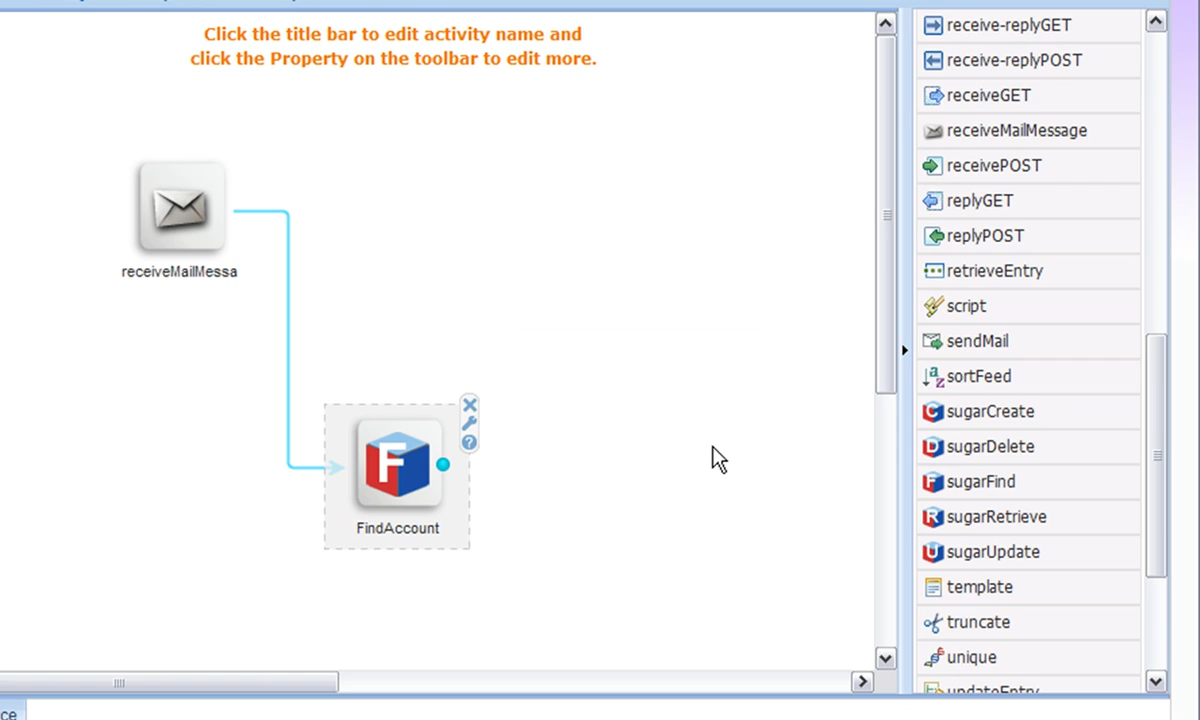 Click the title bar to edit activity name and
click the Property on the toolbar to edit more.
receiveMailMessa
F
FindAccount
receive-replyGET
receive-replyPOST
receiveGET
receiveMailMessage
receivePOST
replyGET
replyPOST
retrieveEntry
script
sendMail
sortFeed
sugarCreate
sugarDelete
sugarFind
sugarRetrieve
sugarUpdate
template
truncate
unique
updateEntry
ce